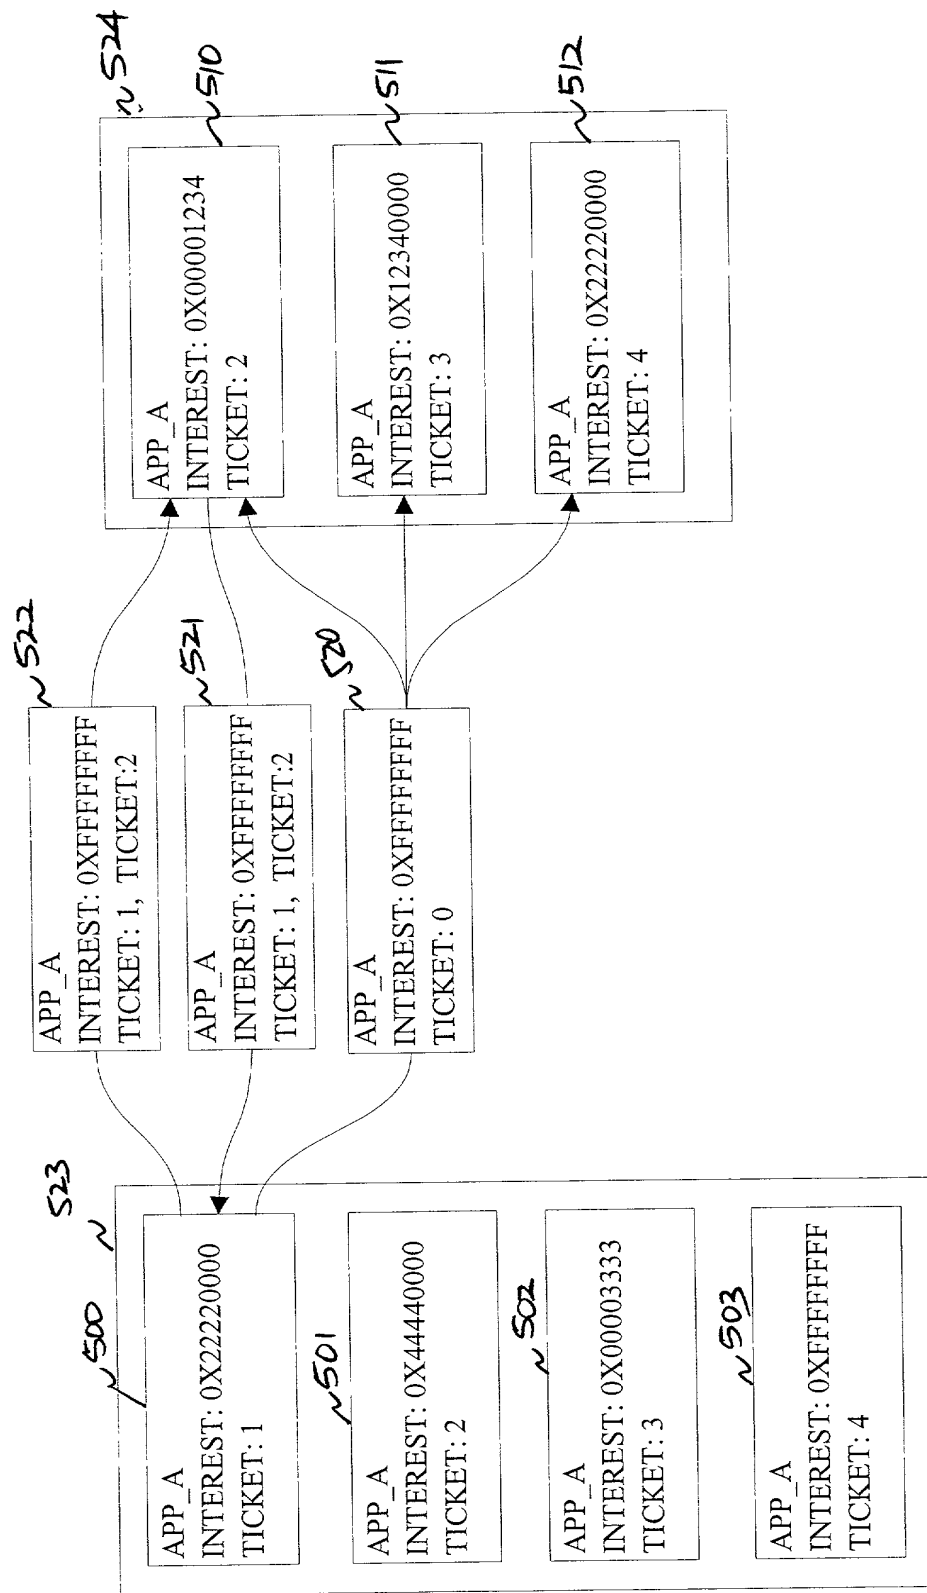 523
500
APP_A
INTEREST: 0X22220000
TICKET: 1
501
APP_A
INTEREST: 0X44440000
TICKET: 2
502
APP_A
INTEREST: 0X00003333
TICKET: 3
503
APP_A
INTEREST: 0XFFFFFFFF
TICKET: 4
522
APP_A
INTEREST: 0XFFFFFFFF
TICKET: 1, TICKET:2
521
APP_A
INTEREST: 0XFFFFFFFF
TICKET: 1, TICKET:2
520
APP_A
INTEREST: 0XFFFFFFFF
TICKET: 0
524
510
APP_A
INTEREST: 0X00001234
TICKET: 2
511
APP_A
INTEREST: 0X12340000
TICKET: 3
512
APP_A
INTEREST: 0X22220000
TICKET: 4